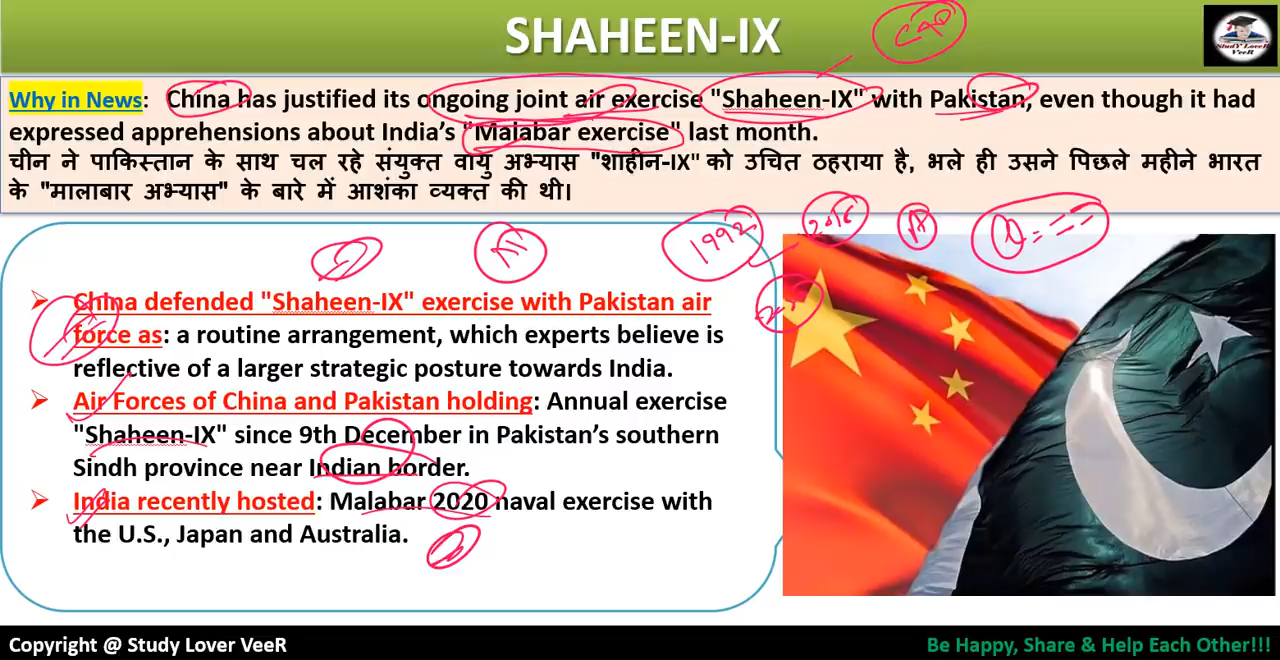 SHAHEEN-IX
StudY LoveR
VeeR
CAP
Why in News: China has justified its ongoing joint air exercise "Shaheen-IX" with Pakistan, even though it had
expressed apprehensions about India's "Malabar exercise" last month.
चीन ने पाकिस्तान के साथ चल रहे संयुक्त वायु अभ्यास "शाहीन-IX" को उचित ठहराया है, भले ही उसने पिछले महीने भारत
के "मालाबार अभ्यास" के बारे में आशंका व्यक्त की थी।
1992
China defended "Shaheen-IX" exercise with Pakistan air
force as: a routine arrangement, which experts believe is
reflective of a larger strategic posture towards India.
Air Forces of China and Pakistan holding: Annual exercise
"Shaheen-IX" since 9th December in Pakistan's southern
Sindh province near Indian border.
India recently hosted: Malabar 2020 naval exercise with
the U.S., Japan and Australia.
Copyright @ Study Lover VeeR
Be Happy, Share & Help Each Other!!!